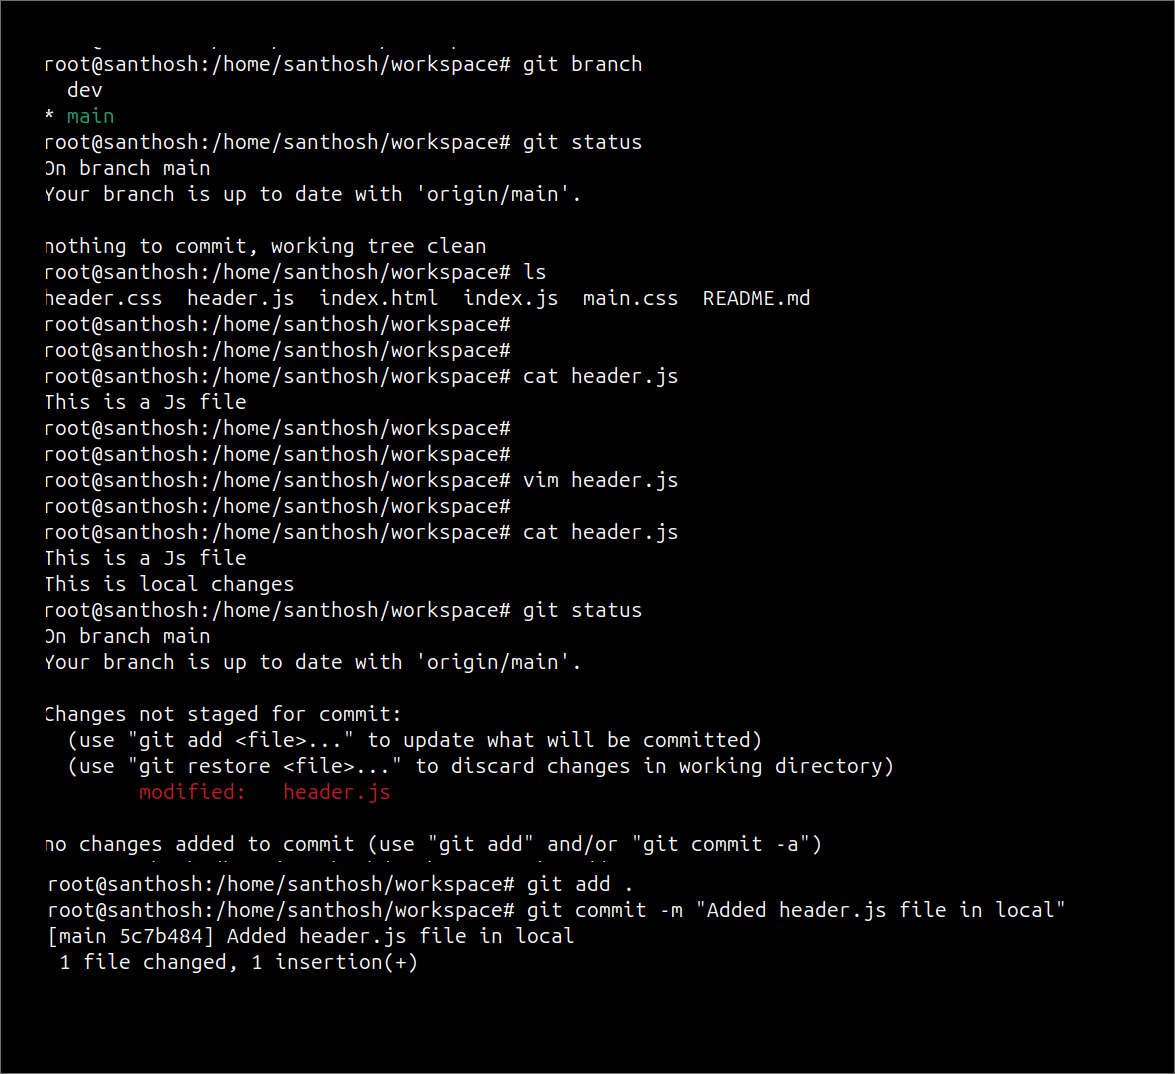 root@santhosh:/home/santhosh/workspace# git branch
  dev
* main
root@santhosh:/home/santhosh/workspace# git status
On branch main
Your branch is up to date with 'origin/main'.

nothing to commit, working tree clean
root@santhosh:/home/santhosh/workspace# ls
header.css  header.js  index.html  index.js  main.css  README.md
root@santhosh:/home/santhosh/workspace#
root@santhosh:/home/santhosh/workspace#
root@santhosh:/home/santhosh/workspace# cat header.js
This is a Js file
root@santhosh:/home/santhosh/workspace#
root@santhosh:/home/santhosh/workspace#
root@santhosh:/home/santhosh/workspace# vim header.js
root@santhosh:/home/santhosh/workspace#
root@santhosh:/home/santhosh/workspace# cat header.js
This is a Js file
This is local changes
root@santhosh:/home/santhosh/workspace# git status
On branch main
Your branch is up to date with 'origin/main'.

Changes not staged for commit:
  (use "git add <file>..." to update what will be committed)
  (use "git restore <file>..." to discard changes in working directory)
        modified:   header.js

no changes added to commit (use "git add" and/or "git commit -a")
root@santhosh:/home/santhosh/workspace# git add .
root@santhosh:/home/santhosh/workspace# git commit -m "Added header.js file in local"
[main 5c7b484] Added header.js file in local
 1 file changed, 1 insertion(+)